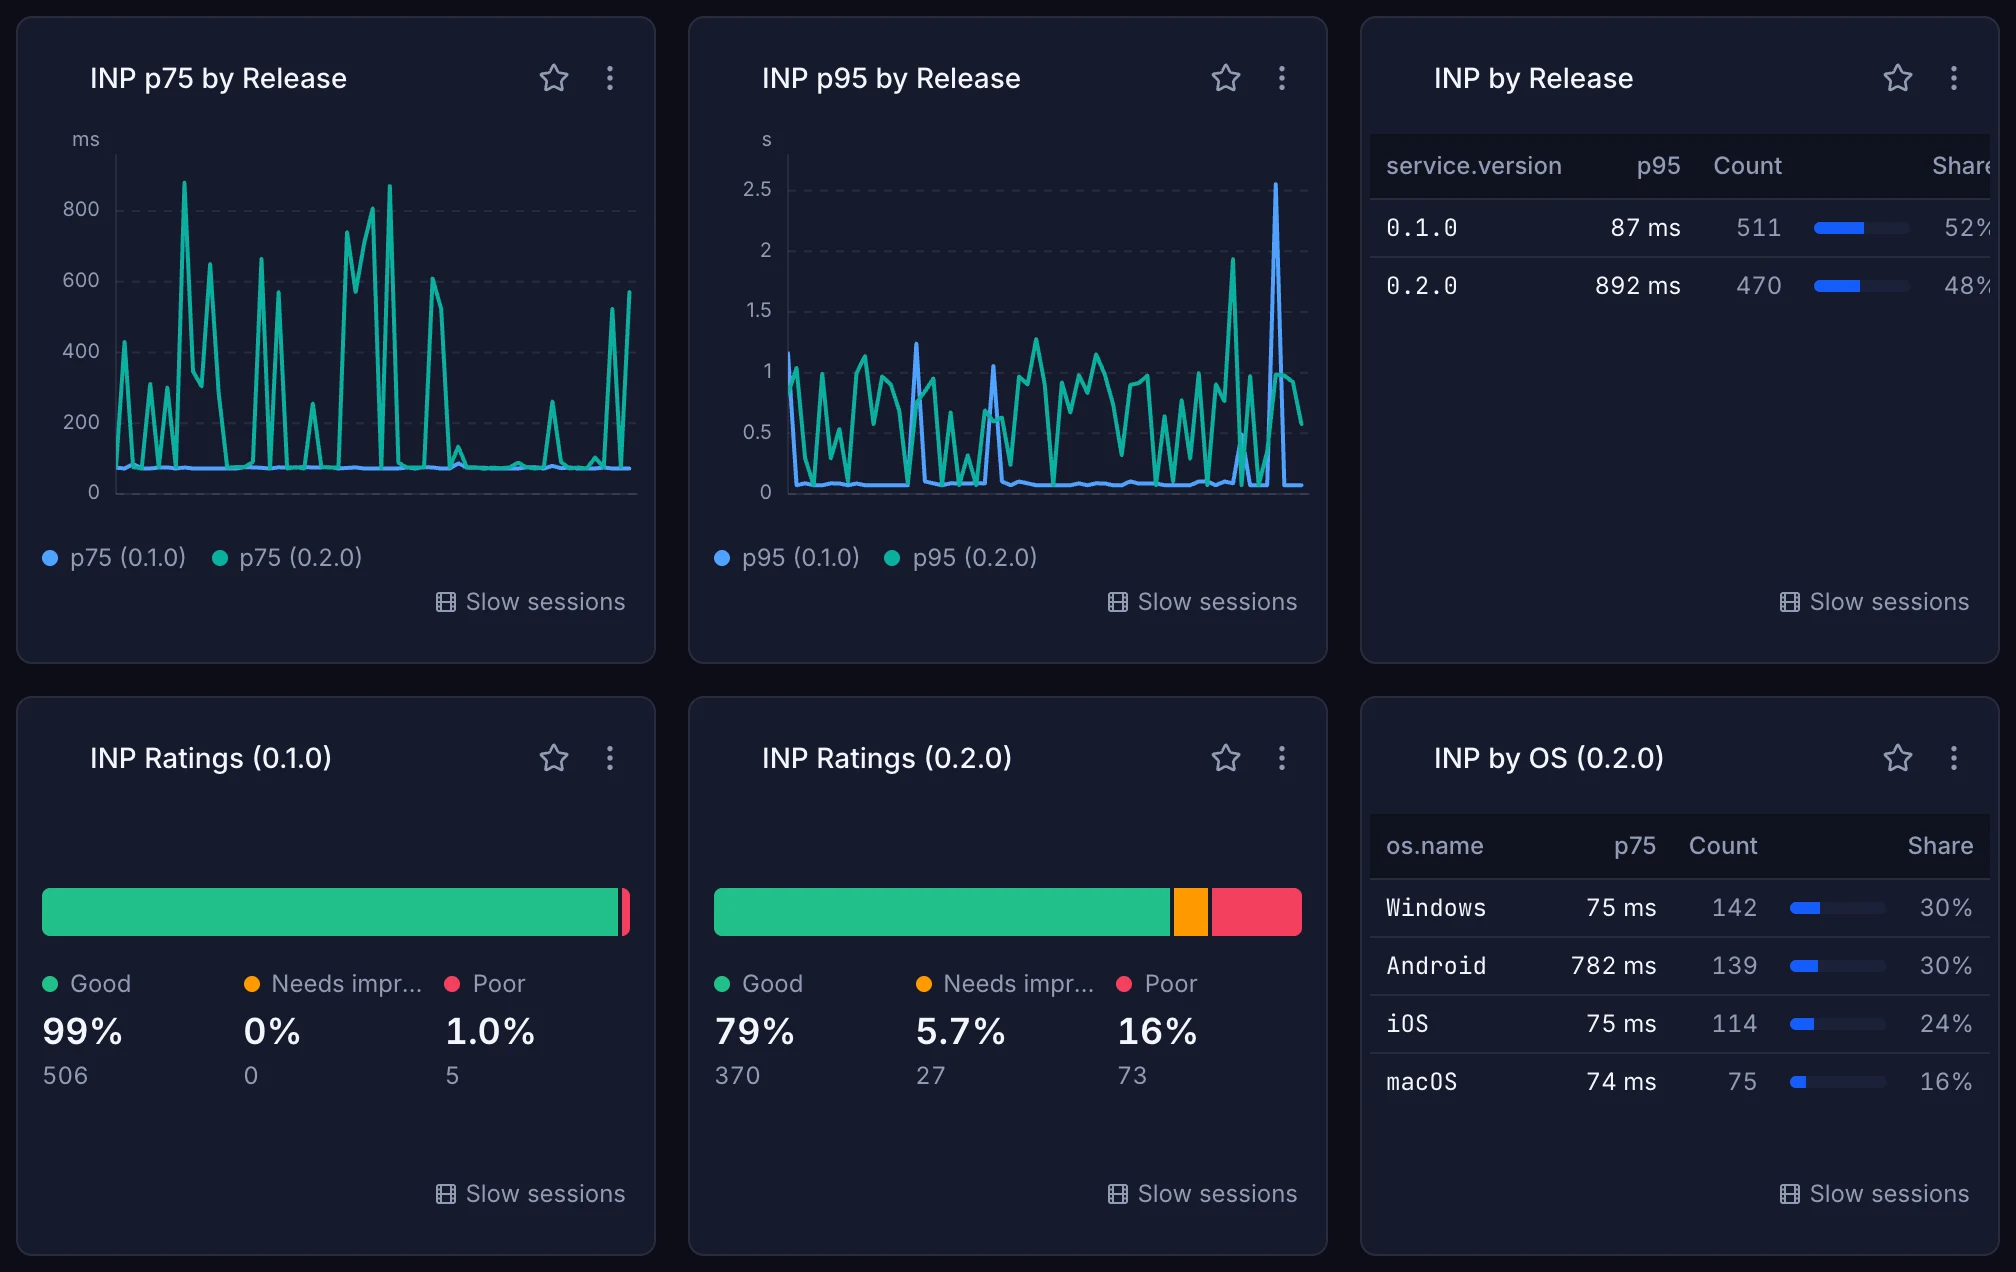 INP p75 by Release
ms
800
600
400
200
0
p75 (0.1.0) p75 (0.2.0)
Slow sessions
INP p95 by Release
s
2.5
2
1.5
1
0.5
0
p95 (0.1.0) p95 (0.2.0)
Slow sessions
INP by Release
service.version p95 Count Share
0.1.0 87 ms 511 52%
0.2.0 892 ms 470 48%
Slow sessions
INP Ratings (0.1.0)
Good Needs impr... Poor
99% 0% 1.0%
506 0 5
Slow sessions
INP Ratings (0.2.0)
Good Needs impr... Poor
79% 5.7% 16%
370 27 73
Slow sessions
INP by OS (0.2.0)
os.name p75 Count Share
Windows 75 ms 142 30%
Android 782 ms 139 30%
iOS 75 ms 114 24%
macOS 74 ms 75 16%
Slow sessions